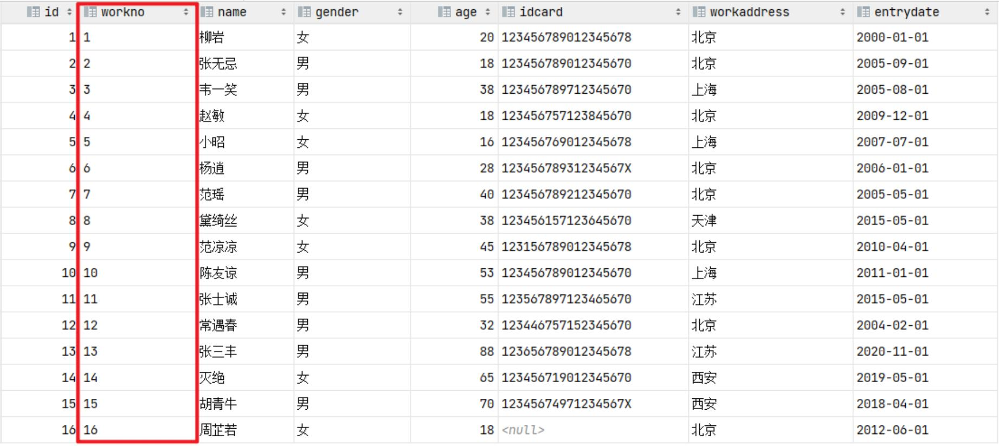 id workno name gender age idcard workaddress entrydate
1 1 柳岩 女 20 123456789012345678 北京 2000-01-01
2 2 张无忌 男 18 123456789012345670 北京 2005-09-01
3 3 韦一笑 男 38 123456789712345670 上海 2005-08-01
4 4 赵敏 女 18 123456757123845670 北京 2009-12-01
5 5 小昭 女 16 123456769012345678 上海 2007-07-01
6 6 杨逍 男 28 12345678931234567X 北京 2006-01-01
7 7 范瑶 男 40 123456789212345670 北京 2005-05-01
8 8 黛绮丝 女 38 123456157123645670 天津 2015-05-01
9 9 范凉凉 女 45 123156789012345678 北京 2010-04-01
10 10 陈友谅 男 53 123456789012345670 上海 2011-01-01
11 11 张士诚 男 55 123567897123465670 江苏 2015-05-01
12 12 常遇春 男 32 123446757152345670 北京 2004-02-01
13 13 张三丰 男 88 123656789012345678 江苏 2020-11-01
14 14 灭绝 女 65 123456719012345670 西安 2019-05-01
15 15 胡青牛 男 70 12345674971234567X 西安 2018-04-01
16 16 周芷若 女 18 <null> 北京 2012-06-01